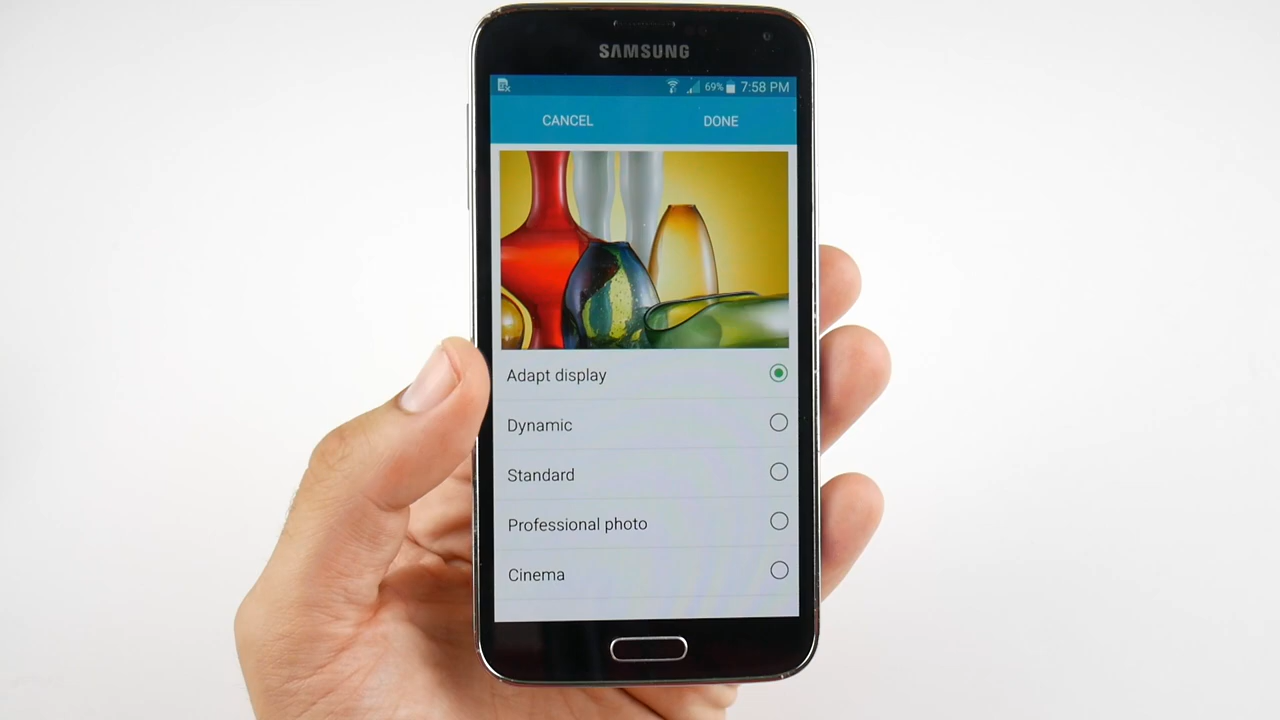 SAMSUNG
69% 7:58 PM
CANCEL DONE
Adapt display
Dynamic
Standard
Professional photo
Cinema